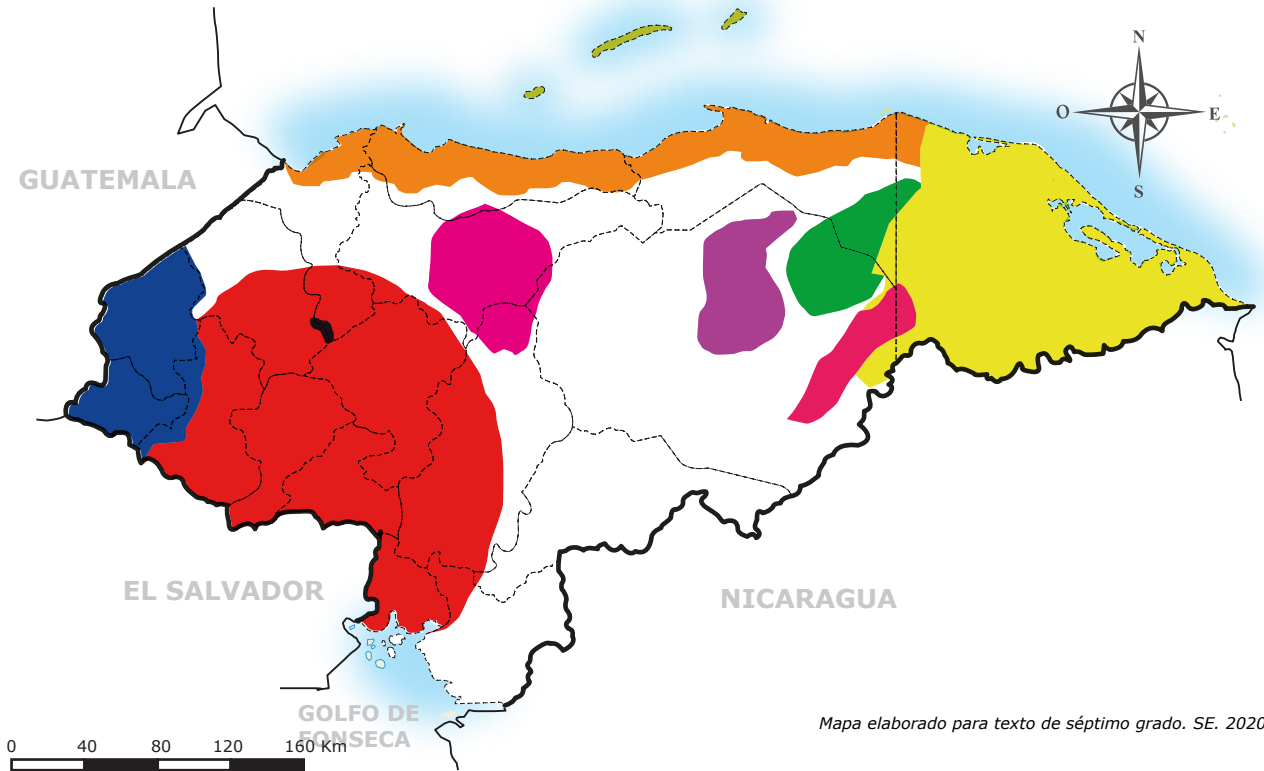 N
O
E
S
GUATEMALA
EL SALVADOR
NICARAGUA
GOLFO DE
FONSECA
Mapa elaborado para texto de séptimo grado. SE. 2020
0 40 80 120 160 Km